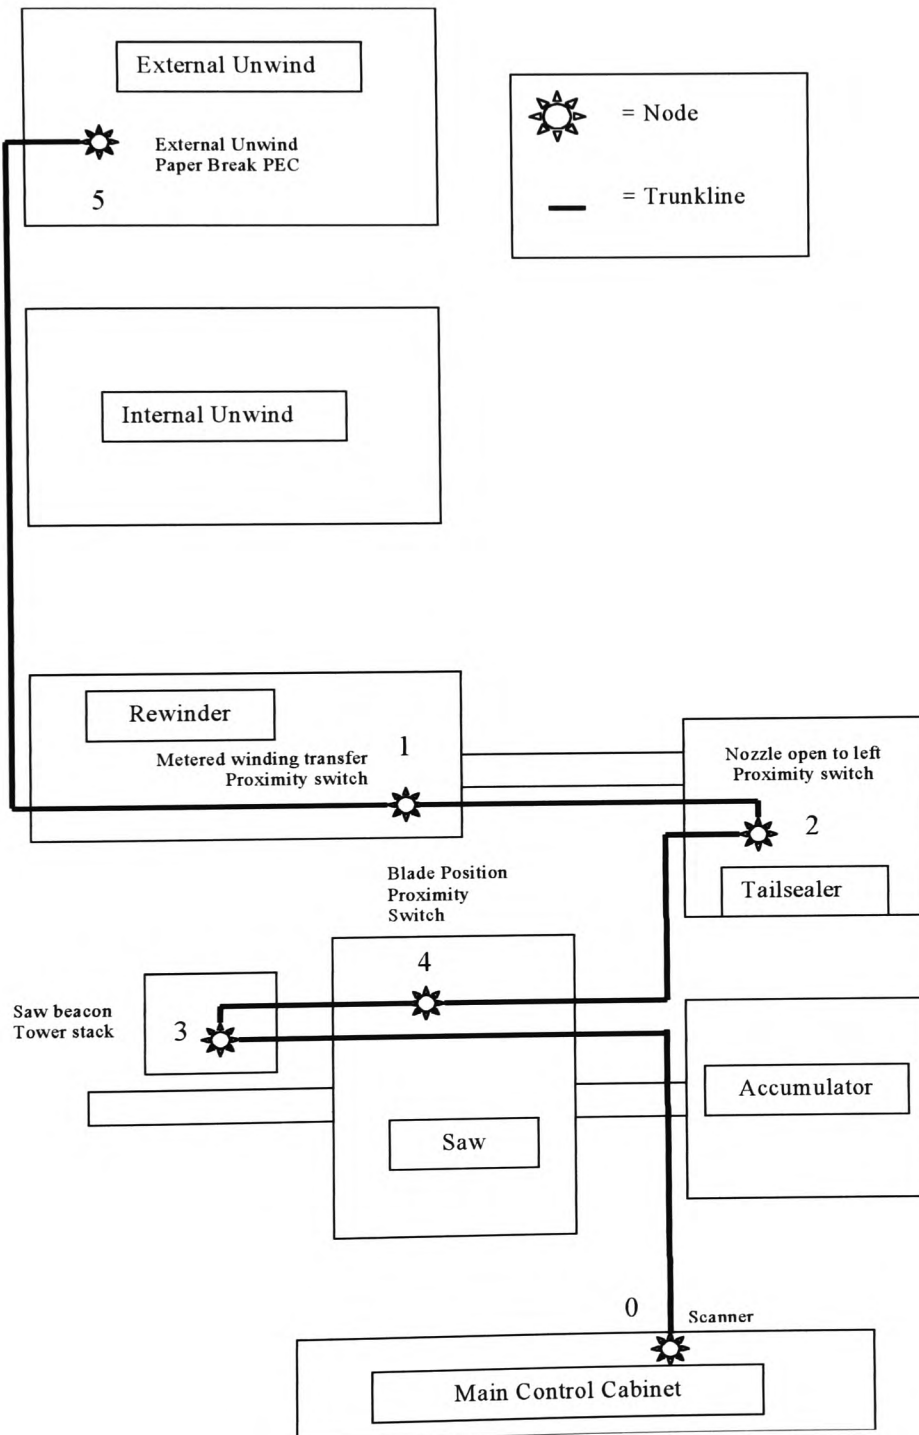 External Unwind
External Unwind
Paper Break PEC
5
= Node
= Trunkline
Internal Unwind
Rewinder
1
Metered winding transfer
Proximity switch
Nozzle open to left
Proximity switch
2
Tailsealer
Blade Position
Proximity
Switch
4
Saw beacon
Tower stack
3
Accumulator
Saw
0
Scanner
Main Control Cabinet